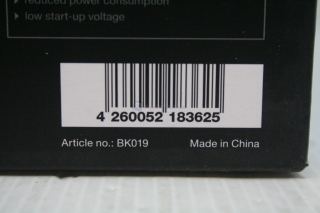 reduced power consumption
low start-up voltage
4 260052 183625
Article no.: BK019 Made in China